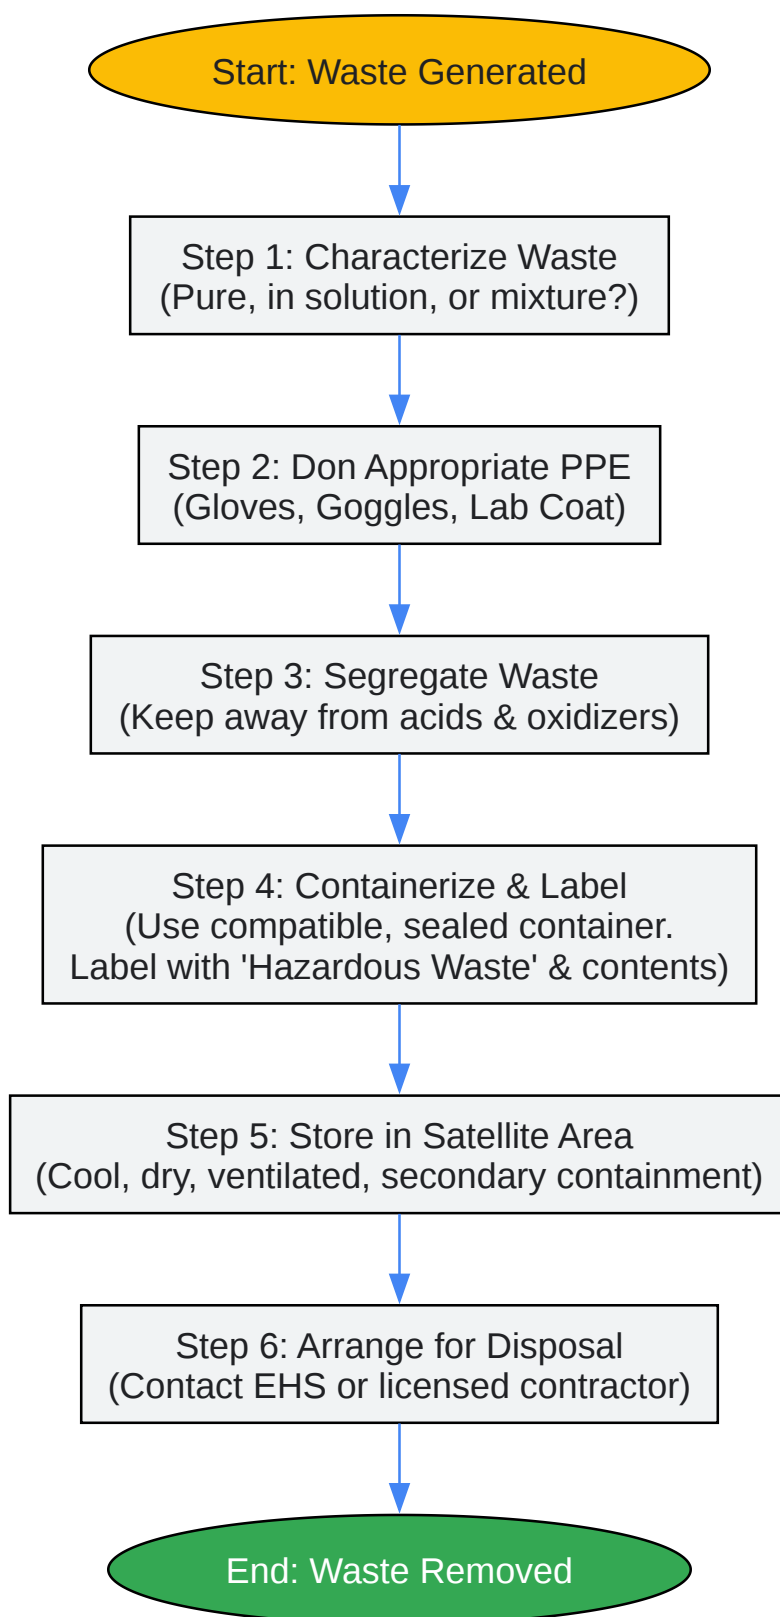 Start: Waste Generated
Step 1: Characterize Waste
(Pure, in solution, or mixture?)
Step 2: Don Appropriate PPE
(Gloves, Goggles, Lab Coat)
Step 3: Segregate Waste
(Keep away from acids & oxidizers)
Step 4: Containerize & Label
(Use compatible, sealed container.
Label with 'Hazardous Waste' & contents)
Step 5: Store in Satellite Area
(Cool, dry, ventilated, secondary containment)
Step 6: Arrange for Disposal
(Contact EHS or licensed contractor)
End: Waste Removed